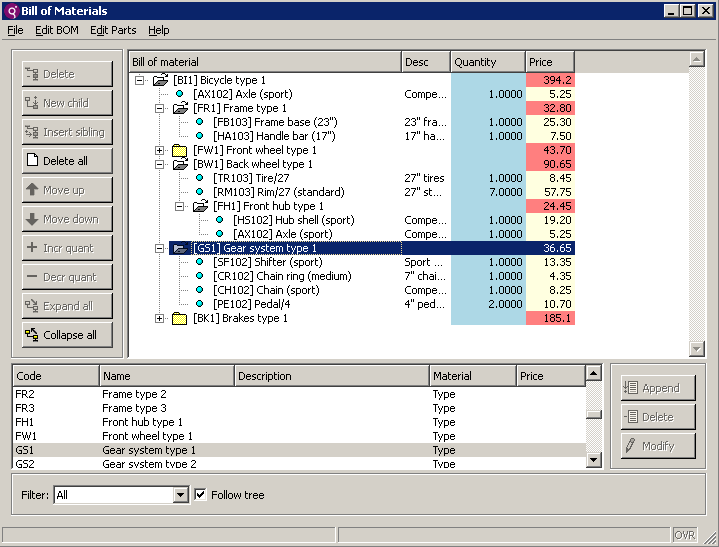 Bill of Materials
File Edit BOM Edit Parts Help
Delete
New child
Insert sibling
Delete all
Move up
Move down
Incr quant
Decr quant
Expand all
Collapse all
Bill of material Desc Quantity Price
[BI1] Bicycle type 1 394.2
[AX102] Axle (sport) Compe... 1.0000 5.25
[FR1] Frame type 1 32.80
[FB103] Frame base (23") 23" fra... 1.0000 25.30
[HA103] Handle bar (17") 17" ha... 1.0000 7.50
[FW1] Front wheel type 1 43.70
[BW1] Back wheel type 1 90.65
[TR103] Tire/27 27" tires 1.0000 8.45
[RM103] Rim/27 (standard) 27" st... 7.0000 57.75
[FH1] Front hub type 1 24.45
[HS102] Hub shell (sport) Compe... 1.0000 19.20
[AX102] Axle (sport) Compe... 1.0000 5.25
[GS1] Gear system type 1 36.65
[SF102] Shifter (sport) Sport ... 1.0000 13.35
[CR102] Chain ring (medium) 7" chai... 1.0000 4.35
[CH102] Chain (sport) Compe... 1.0000 8.25
[PE102] Pedal/4 4" ped... 2.0000 10.70
[BK1] Brakes type 1 185.1
Code Name Description Material Price
FR2 Frame type 2 Type
FR3 Frame type 3 Type
FH1 Front hub type 1 Type
FW1 Front wheel type 1 Type
GS1 Gear system type 1 Type
GS2 Gear system type 2 Type
Append
Delete
Modify
Filter: All Follow tree
OVR